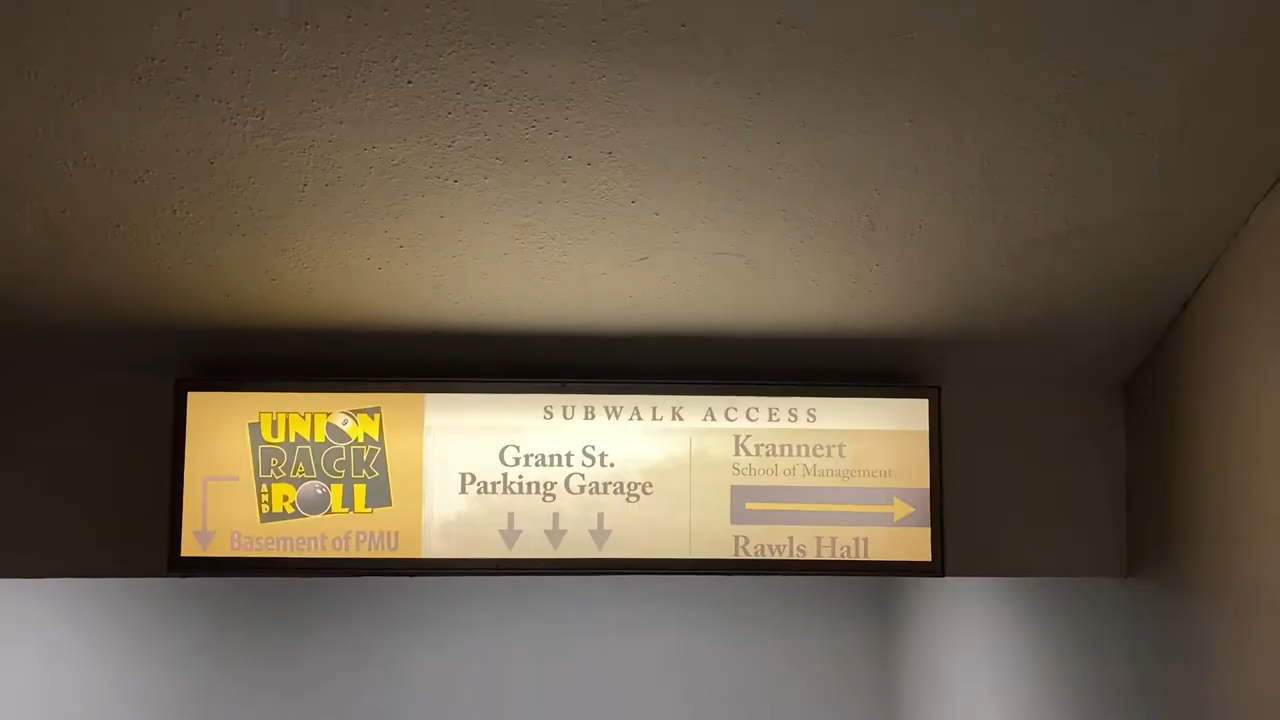 UNION
RACK
AND ROLL
Basement of PMU
SUBWALK ACCESS
Grant St.
Parking Garage
Krannert
School of Management
Rawls Hall